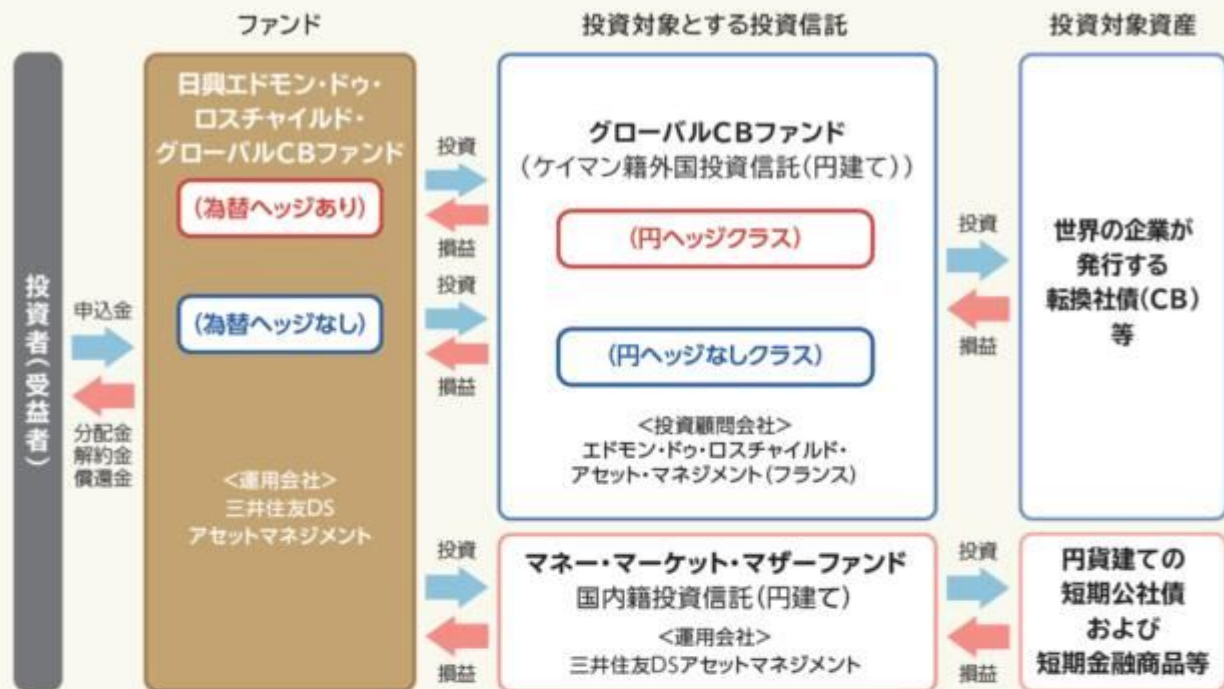 ファンド
投資対象とする投資信託
投資対象資産
投資者(受益者)
申込金
分配金
解約金
償還金
日興エドモン・ドゥ・
ロスチャイルド・
グローバルCBファンド
(為替ヘッジあり)
(為替ヘッジなし)
<運用会社>
三井住友DS
アセットマネジメント
投資
損益
投資
損益
投資
損益
グローバルCBファンド
(ケイマン籍外国投資信託(円建て))
(円ヘッジクラス)
(円ヘッジなしクラス)
<投資顧問会社>
エドモン・ドゥ・ロスチャイルド・
アセット・マネジメント(フランス)
マネー・マーケット・マザーファンド
国内籍投資信託(円建て)
<運用会社>
三井住友DSアセットマネジメント
投資
損益
投資
損益
世界の企業が
発行する
転換社債(CB)
等
円貨建ての
短期公社債
および
短期金融商品等